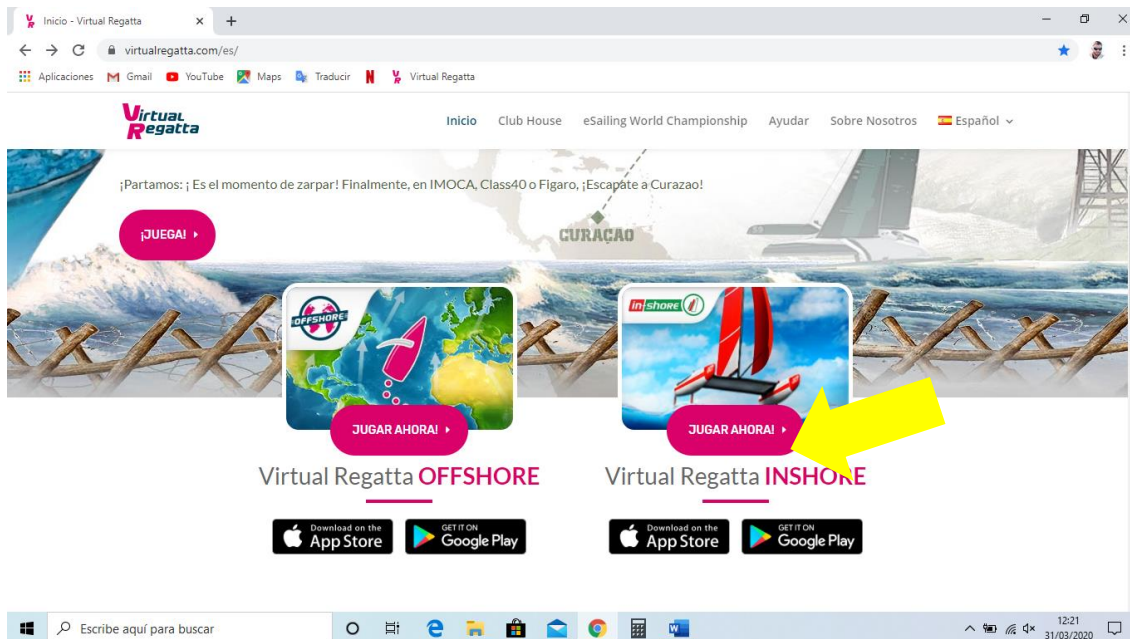 Inicio - Virtual Regatta
virtualregatta.com/es/
Aplicaciones Gmail YouTube Maps Traducir Virtual Regatta
Virtual
Regatta
Inicio Club House eSailing World Championship Ayudar Sobre Nosotros Español
¡Partamos: ¡ Es el momento de zarpar! Finalmente, en IMOCA, Class40 o Figaro, ¡Escapate a Curazao!
¡JUEGA!
CURAÇAO
OFFSHORE
in-shore
JUGAR AHORA!
JUGAR AHORA!
Virtual Regatta OFFSHORE
Virtual Regatta INSHORE
Download on the
App Store
GET IT ON
Google Play
Download on the
App Store
GET IT ON
Google Play
Escribe aquí para buscar
12:21
31/03/2020